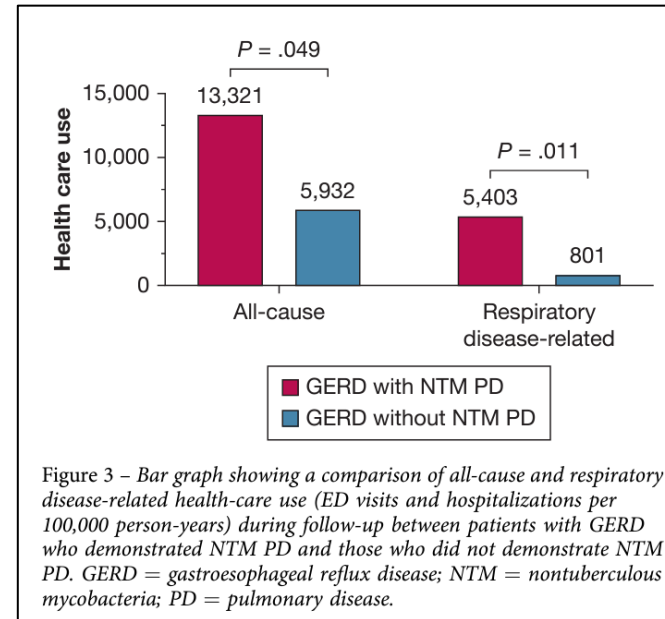 P = .049
15,000
13,321
10,000
P = .011
5,932
5,403
5,000
801
0
Health care use
All-cause
Respiratory
disease-related
GERD with NTM PD
GERD without NTM PD
Figure 3 – Bar graph showing a comparison of all-cause and respiratory
disease-related health-care use (ED visits and hospitalizations per
100,000 person-years) during follow-up between patients with GERD
who demonstrated NTM PD and those who did not demonstrate NTM
PD. GERD = gastroesophageal reflux disease; NTM = nontuberculous
mycobacteria; PD = pulmonary disease.